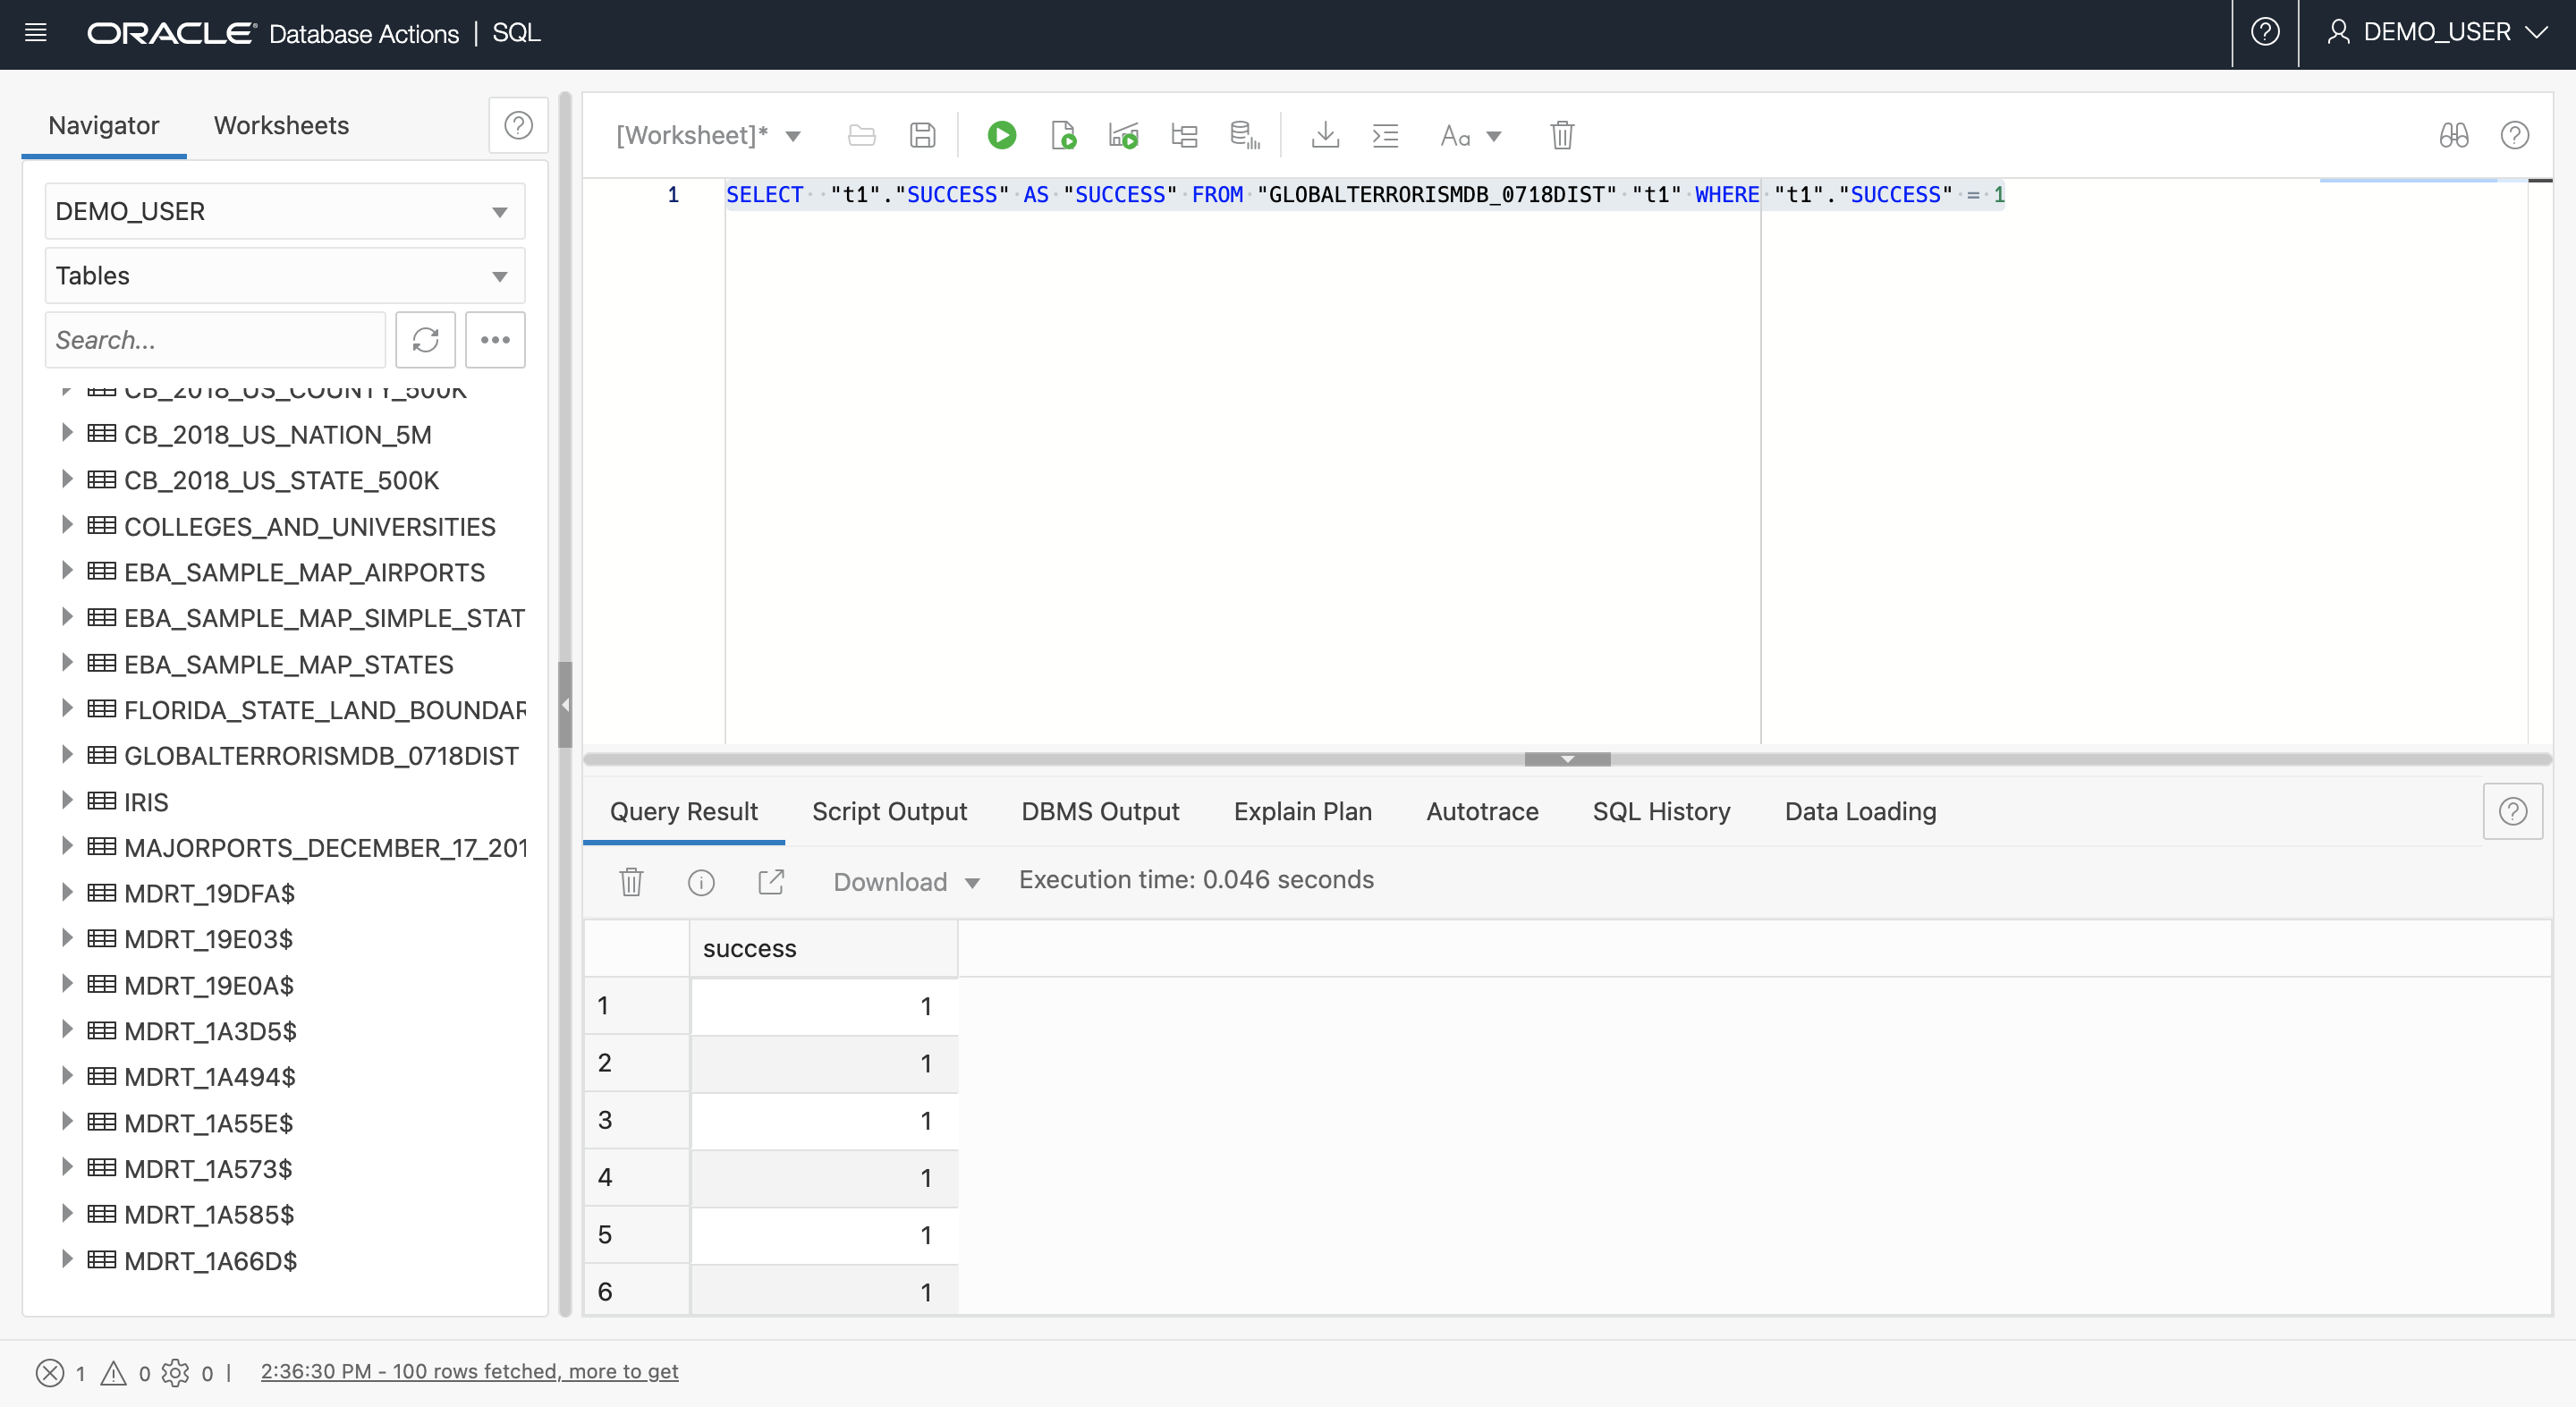 ORACLE Database Actions | SQL
DEMO_USER
Navigator
Worksheets
DEMO_USER
Tables
Search...
CB_2018_US_COUNTY_500K
CB_2018_US_NATION_5M
CB_2018_US_STATE_500K
COLLEGES_AND_UNIVERSITIES
EBA_SAMPLE_MAP_AIRPORTS
EBA_SAMPLE_MAP_SIMPLE_STAT
EBA_SAMPLE_MAP_STATES
FLORIDA_STATE_LAND_BOUNDAR
GLOBALTERRORISMDB_0718DIST
IRIS
MAJORPORTS_DECEMBER_17_201
MDRT_19DFA$
MDRT_19E03$
MDRT_19E0A$
MDRT_1A3D5$
MDRT_1A494$
MDRT_1A55E$
MDRT_1A573$
MDRT_1A585$
MDRT_1A66D$
[Worksheet]*
Aa
1 SELECT  "t1"."SUCCESS" AS "SUCCESS" FROM "GLOBALTERRORISMDB_0718DIST" "t1" WHERE "t1"."SUCCESS" = 1
Query Result Script Output DBMS Output Explain Plan Autotrace SQL History Data Loading
Download Execution time: 0.046 seconds
success
1 1
2 1
3 1
4 1
5 1
6 1
1 0 0 | 2:36:30 PM - 100 rows fetched, more to get